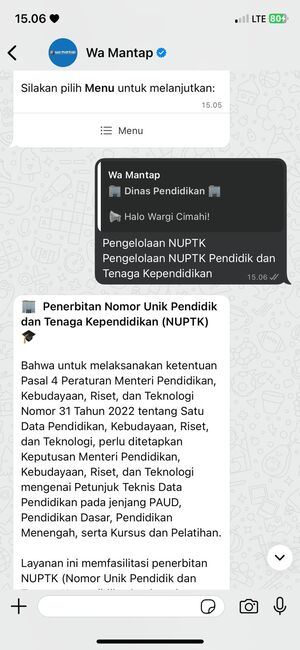 15.06
LTE 80
Wa Mantap
Silakan pilih Menu untuk melanjutkan:
15.05
Menu
Wa Mantap
🏢 Dinas Pendidikan 🏢
📢 Halo Wargi Cimahi!
Pengelolaan NUPTK
Pengelolaan NUPTK Pendidik dan
Tenaga Kependidikan
15.06
🏢 Penerbitan Nomor Unik Pendidik
dan Tenaga Kependidikan (NUPTK)
🎓
Bahwa untuk melaksanakan ketentuan
Pasal 4 Peraturan Menteri Pendidikan,
Kebudayaan, Riset, dan Teknologi
Nomor 31 Tahun 2022 tentang Satu
Data Pendidikan, Kebudayaan, Riset,
dan Teknologi, perlu ditetapkan
Keputusan Menteri Pendidikan,
Kebudayaan, Riset, dan Teknologi
mengenai Petunjuk Teknis Data
Pendidikan pada jenjang PAUD,
Pendidikan Dasar, Pendidikan
Menengah, serta Kursus dan Pelatihan.
Layanan ini memfasilitasi penerbitan
NUPTK (Nomor Unik Pendidik dan